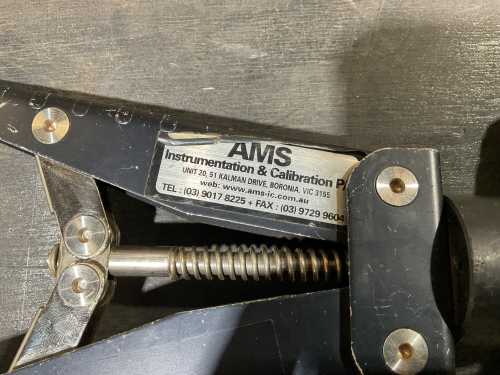 AMS
Instrumentation & Calibration P
UNIT 20, 51 KALMAN DRIVE, BORONIA, VIC 3155
web: www.ams-ic.com.au
TEL : (03) 9017 8225 + FAX : (03) 9729 9604